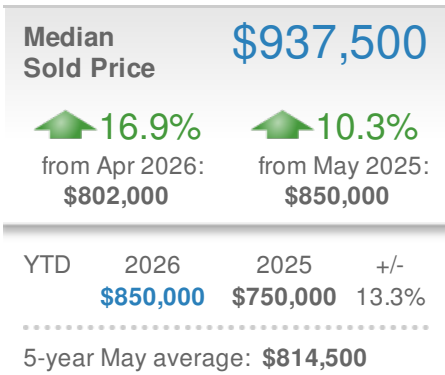 Median
Sold Price
$937,500
16.9%
from Apr 2026:
$802,000
10.3%
from May 2025:
$850,000
YTD 2026 2025 +/-
$850,000 $750,000 13.3%
5-year May average: $814,500